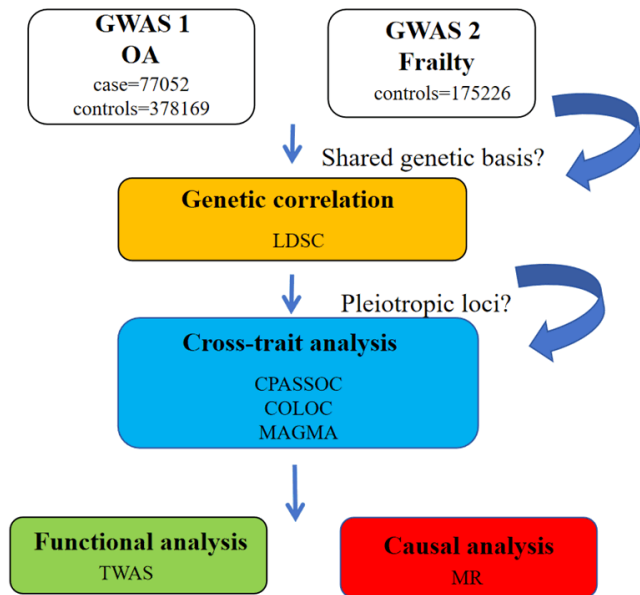 GWAS 1
OA
case=77052
controls=378169
GWAS 2
Frailty
controls=175226
Shared genetic basis?
Genetic correlation
LDSC
Pleiotropic loci?
Cross-trait analysis
CPASSOC
COLOC
MAGMA
Functional analysis
TWAS
Causal analysis
MR